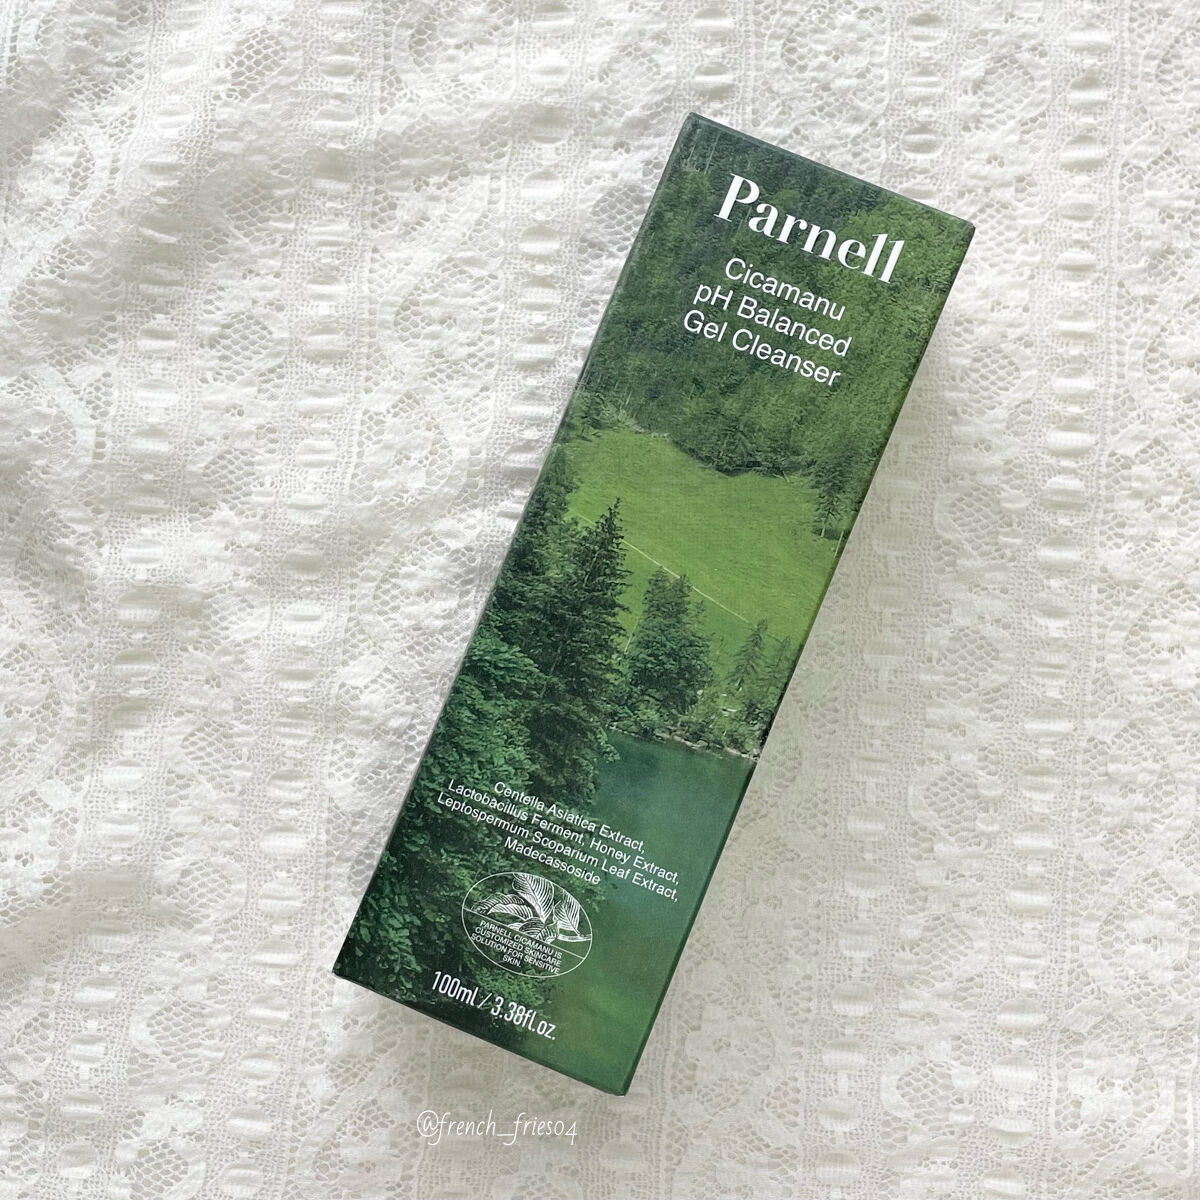 Parnell
Cicamanu
pH Balanced
Gel Cleanser
Centella Asiatica Extract,
Lactobacillus Ferment, Honey Extract,
Leptospermum Scoparium Leaf Extract,
Madecassoside
PARNELL CICAMANU IS
CUSTOMIZED SKINCARE
SOLUTION FOR SENSITIVE
SKIN.
100ml / 3.38fl.oz.
@french_fries04